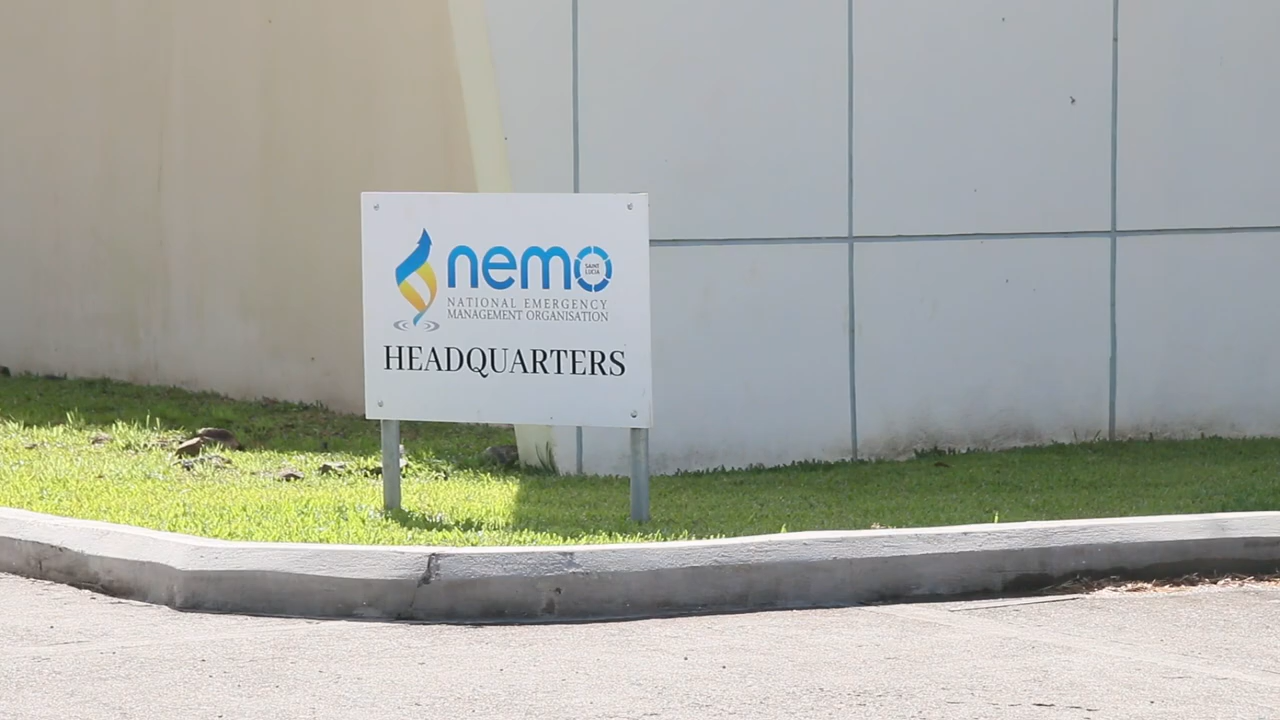 nemo
SAINT
LUCIA
NATIONAL EMERGENCY
MANAGEMENT ORGANISATION
HEADQUARTERS